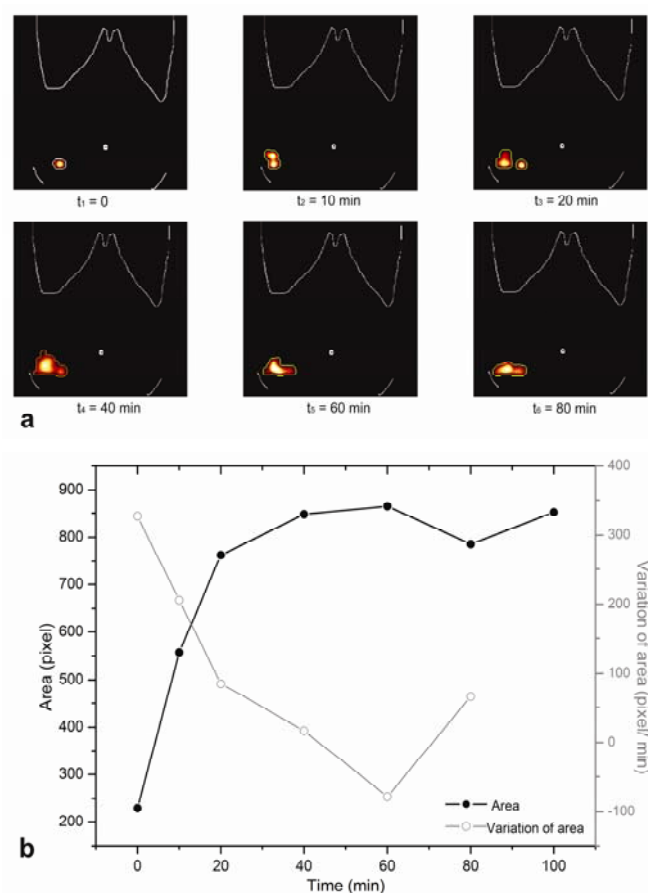 t₁ = 0
t₂ = 10 min
t₃ = 20 min
t₄ = 40 min
t₅ = 60 min
t₆ = 80 min
a
900
800
700
600
500
400
300
200
Area (pixel)
400
300
200
100
0
-100
Variation of area (pixel/ min)
Area
Variation of area
0
20
40
60
80
100
Time (min)
b